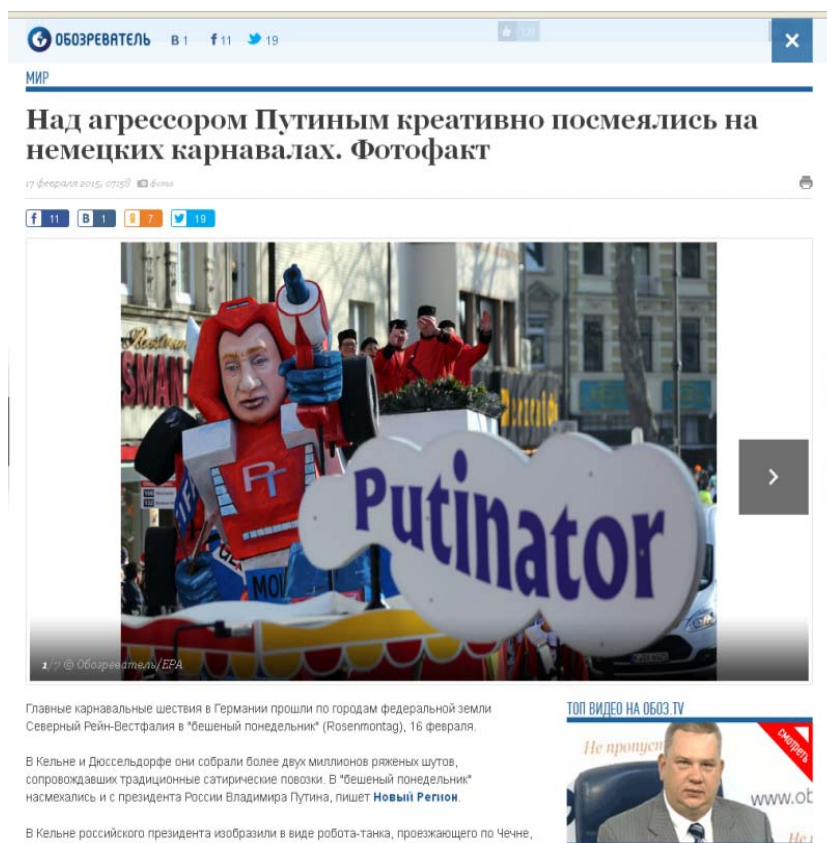 ОБОЗРЕВАТЕЛЬ В 1 f 11 19
МИР
Над агрессором Путиным креативно посмеялись на
немецких карнавалах. Фотофакт
17 февраля 2015, 07:58 фото
f 11 В 1 7 19
SMAN
PT
Putinator
1/7 © Обозреватель/EPA
Главные карнавальные шествия в Германии прошли по городам федеральной земли
Северный Рейн-Вестфалия в "бешеный понедельник" (Rosenmontag), 16 февраля.
В Кельне и Дюссельдорфе они собрали более двух миллионов ряженых шутов,
сопровождавших традиционные сатирические повозки. В "бешеный понедельник"
насмехались и с президента России Владимира Путина, пишет Новый Регион.
В Кельне российского президента изобразили в виде робота-танка, проезжающего по Чечне,
ТОП ВИДЕО НА ОБОЗ.TV
Не пропуст
смотреть
www.ob